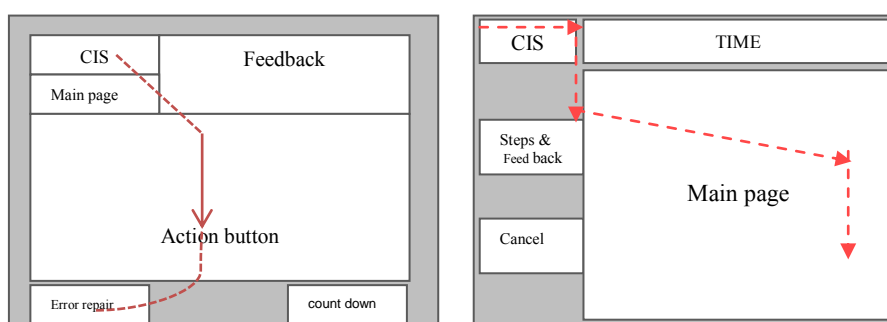 CIS
Feedback
Main page
Action button
Error repair
count down
CIS
TIME
Steps &
Feed back
Main page
Cancel